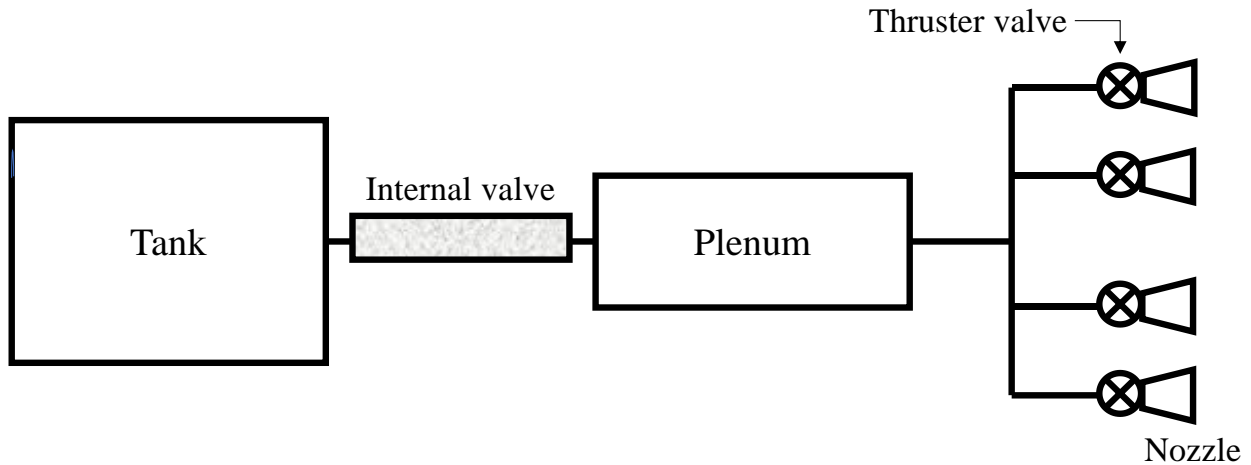 Thruster valve
Internal valve
Tank
Plenum
Nozzle